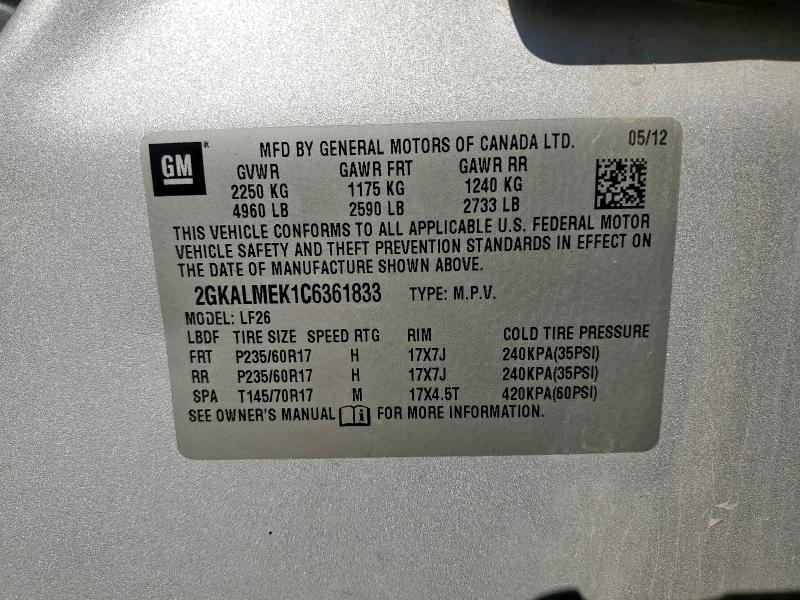 GM ® MFD BY GENERAL MOTORS OF CANADA LTD. 05/12
GVWR GAWR FRT GAWR RR
2250 KG 1175 KG 1240 KG
4960 LB 2590 LB 2733 LB
THIS VEHICLE CONFORMS TO ALL APPLICABLE U.S. FEDERAL MOTOR
VEHICLE SAFETY AND THEFT PREVENTION STANDARDS IN EFFECT ON
THE DATE OF MANUFACTURE SHOWN ABOVE.
2GKALMEK1C6361833 TYPE: M.P.V.
MODEL: LF26
LBDF TIRE SIZE SPEED RTG RIM COLD TIRE PRESSURE
FRT P235/60R17 H 17X7J 240KPA(35PSI)
RR P235/60R17 H 17X7J 240KPA(35PSI)
SPA T145/70R17 M 17X4.5T 420KPA(60PSI)
SEE OWNER'S MANUAL i FOR MORE INFORMATION.